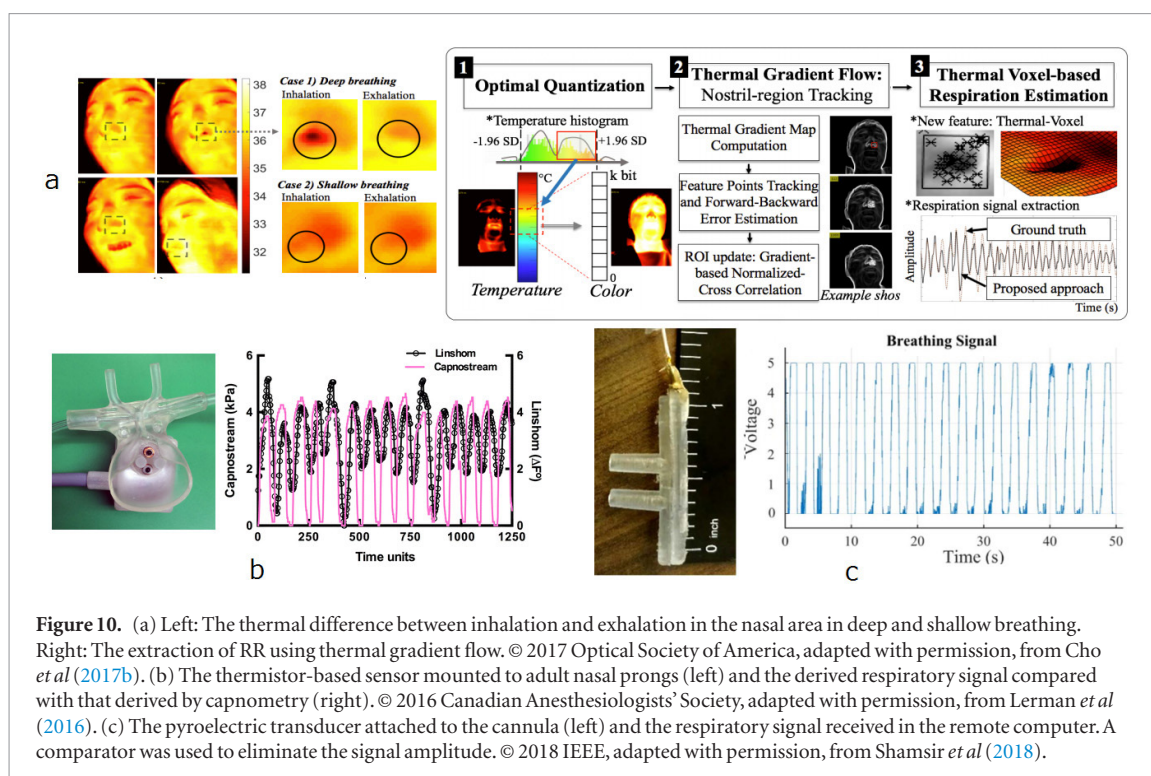 a
38
37
36
35
34
33
32
Case 1) Deep breathing
Inhalation
Exhalation
Case 2) Shallow breathing
Inhalation
Exhalation
1
Optimal Quantization
*Temperature histogram
-1.96 SD
+1.96 SD
°C
k bit
0
Temperature
Color
2
Thermal Gradient Flow:
Nostril-region Tracking
Thermal Gradient Map
Computation
Feature Points Tracking
and Forward-Backward
Error Estimation
ROI update: Gradient-
based Normalized-
Cross Correlation
Example shos
3
Thermal Voxel-based
Respiration Estimation
*New feature: Thermal-Voxel
*Respiration signal extraction
Amplitude
Ground truth
Proposed approach
Time (s)
b
Linshom
Capnostream
Capnostream (kPa)
6
4
2
0
0
250
500
750
1000
1250
Time units
6
4
2
0
Linshom (ΔFº)
1
0 inch
c
Breathing Signal
Voltage
5
4
3
2
1
0
0
10
20
30
40
50
Time (s)
Figure 10. (a) Left: The thermal difference between inhalation and exhalation in the nasal area in deep and shallow breathing.
Right: The extraction of RR using thermal gradient flow. © 2017 Optical Society of America, adapted with permission, from Cho
et al (2017b). (b) The thermistor-based sensor mounted to adult nasal prongs (left) and the derived respiratory signal compared
with that derived by capnometry (right). © 2016 Canadian Anesthesiologists' Society, adapted with permission, from Lerman et al
(2016). (c) The pyroelectric transducer attached to the cannula (left) and the respiratory signal received in the remote computer. A
comparator was used to eliminate the signal amplitude. © 2018 IEEE, adapted with permission, from Shamsir et al (2018).